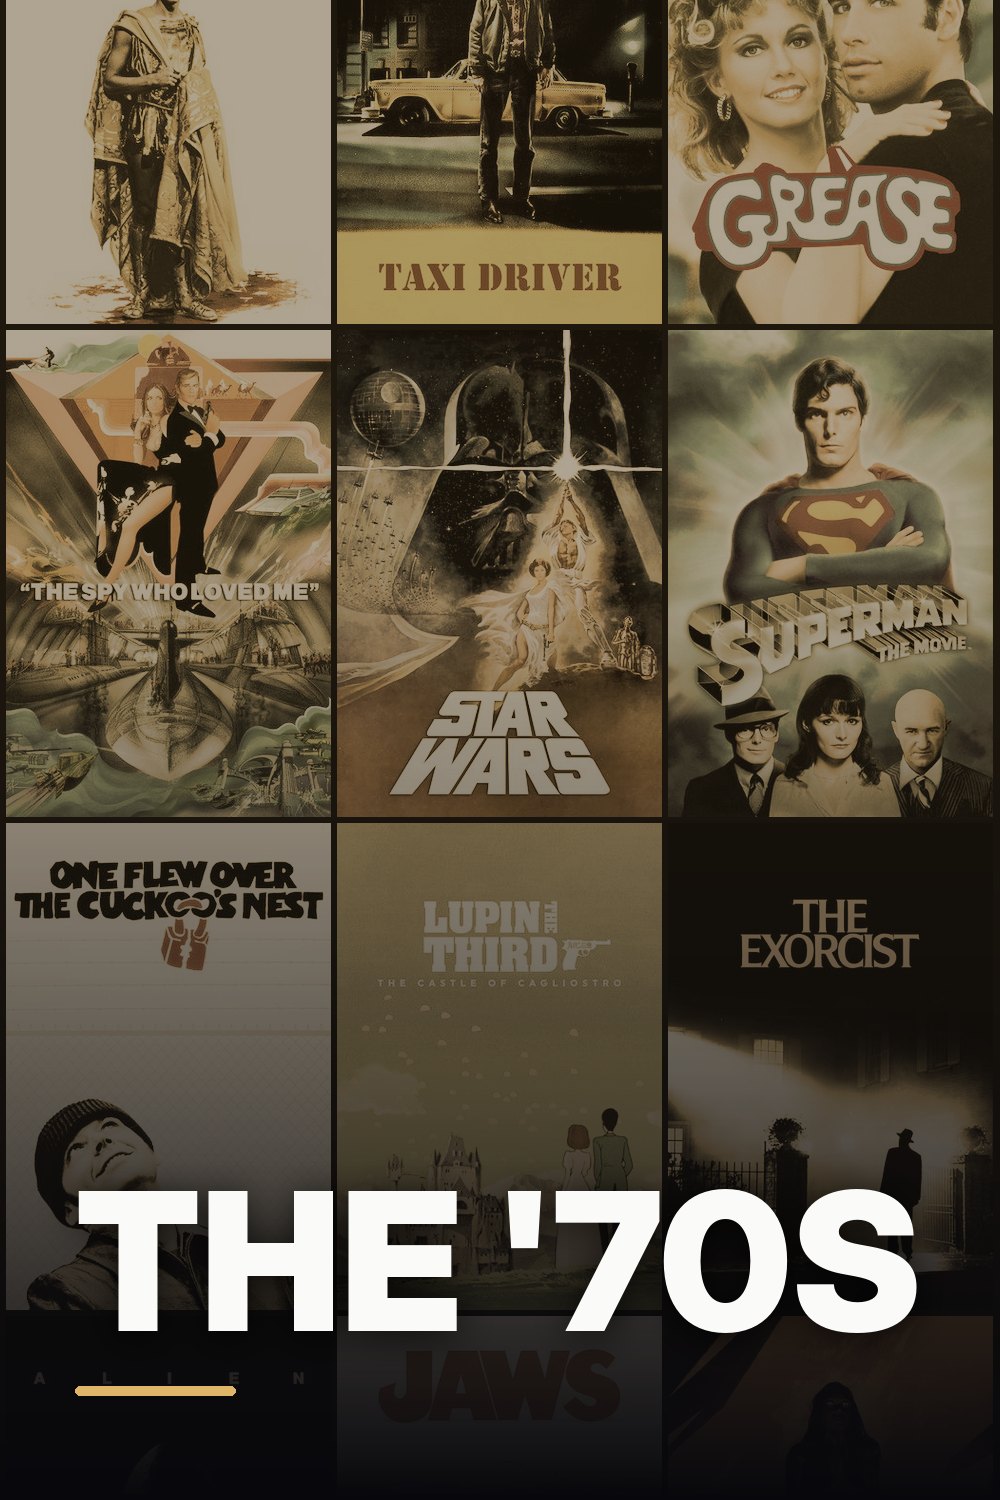 TAXI DRIVER
GREASE
"THE SPY WHO LOVED ME"
STAR
WARS
SUPERMAN
THE MOVIE
ONE FLEW OVER
THE CUCKOO'S NEST
LUPIN THE
THIRD
THE CASTLE OF CAGLIOSTRO
THE
EXORCIST
THE '70S
ALIEN
JAWS